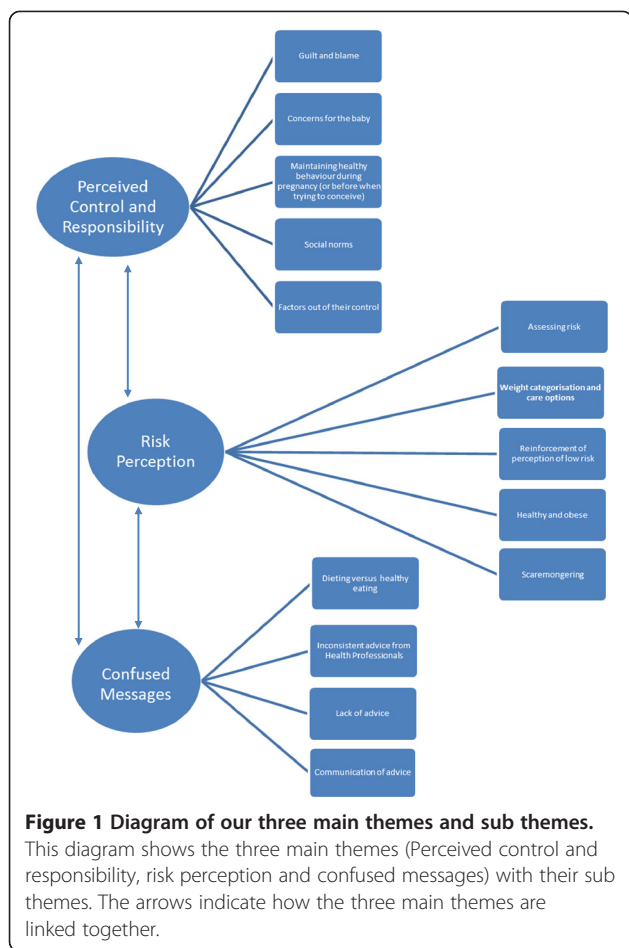 Guilt and blame
Concerns for the baby
Maintaining healthy
behaviour during
pregnancy (or before when
trying to conceive)
Social norms
Factors out of their control
Perceived
Control and
Responsibility
Assessing risk
Weight categorisation and
care options
Reinforcement of
perception of low risk
Healthy and obese
Scaremongering
Risk
Perception
Dieting versus healthy
eating
Inconsistent advice from
Health Professionals
Lack of advice
Communication of advice
Confused
Messages
Figure 1 Diagram of our three main themes and sub themes.
This diagram shows the three main themes (Perceived control and
responsibility, risk perception and confused messages) with their sub
themes. The arrows indicate how the three main themes are
linked together.